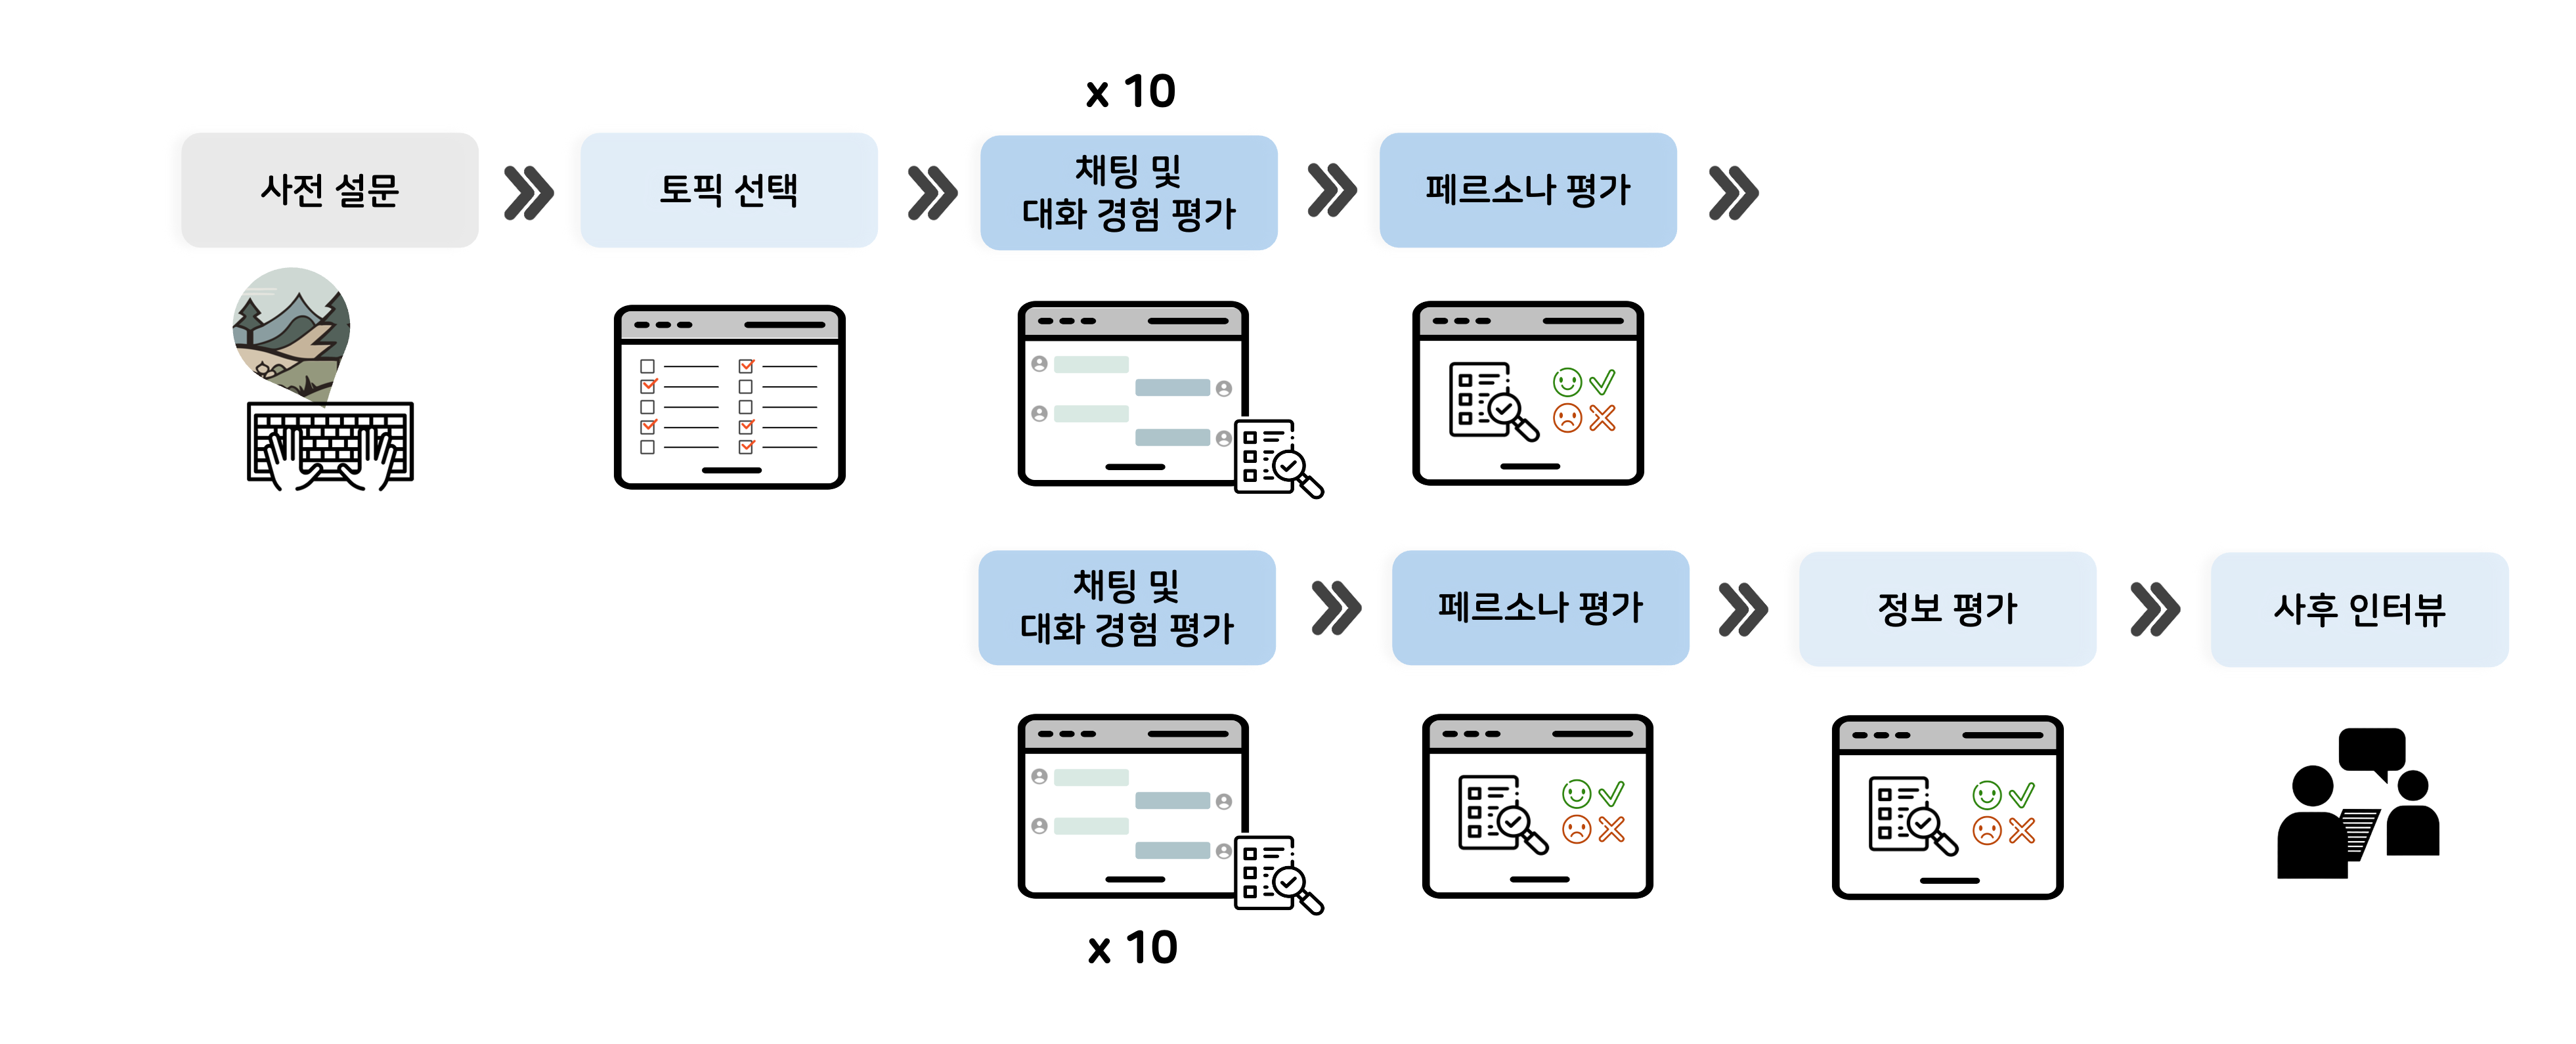 x 10
사전 설문
토픽 선택
채팅 및
대화 경험 평가
페르소나 평가
채팅 및
대화 경험 평가
페르소나 평가
정보 평가
사후 인터뷰
x 10